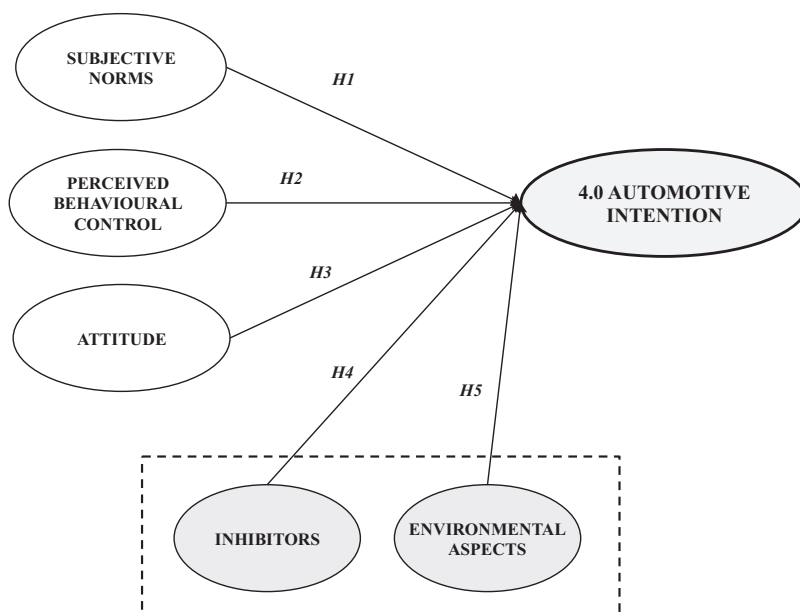 SUBJECTIVE
NORMS
H1
PERCEIVED
BEHAVIOURAL
CONTROL
H2
4.0 AUTOMOTIVE
INTENTION
H3
ATTITUDE
H4
H5
INHIBITORS
ENVIRONMENTAL
ASPECTS